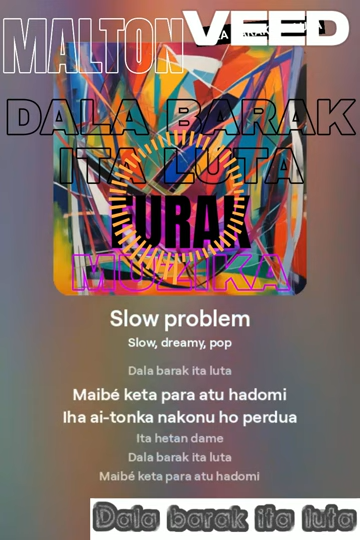 MALTON
VEED
DALA BARAK
ITA LUTA
URAK
MUZIKA
Slow problem
Slow, dreamy, pop
Dala barak ita luta
Maibé keta para atu hadomi
Iha ai-tonka nakonu ho perdua
Ita hetan dame
Dala barak ita luta
Maibé keta para atu hadomi
Dala barak ita luta